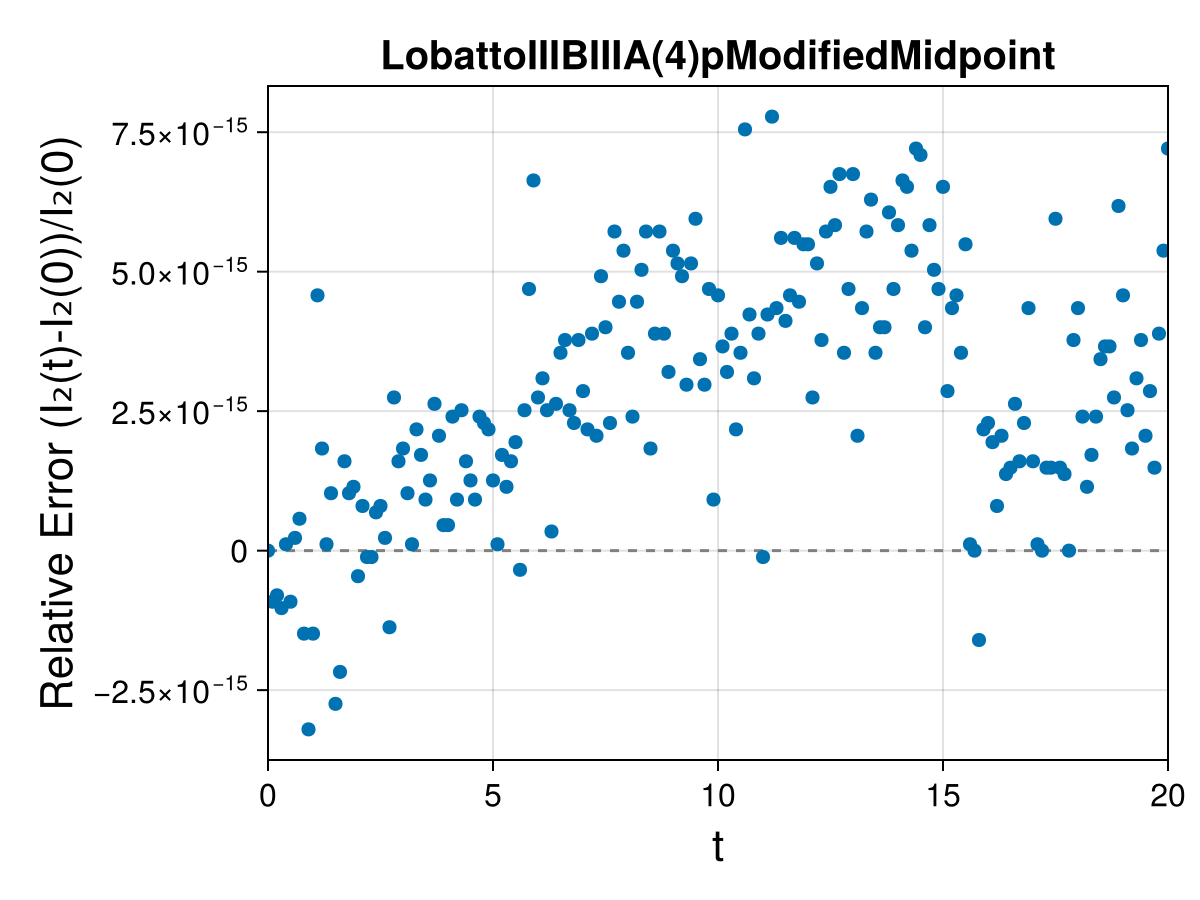 LobattoIIIBIIIA(4)pModifiedMidpoint
Relative Error (I₂(t)-I₂(0))/I₂(0)
7.5×10⁻¹⁵
5.0×10⁻¹⁵
2.5×10⁻¹⁵
0
−2.5×10⁻¹⁵
0 5 10 15 20
t